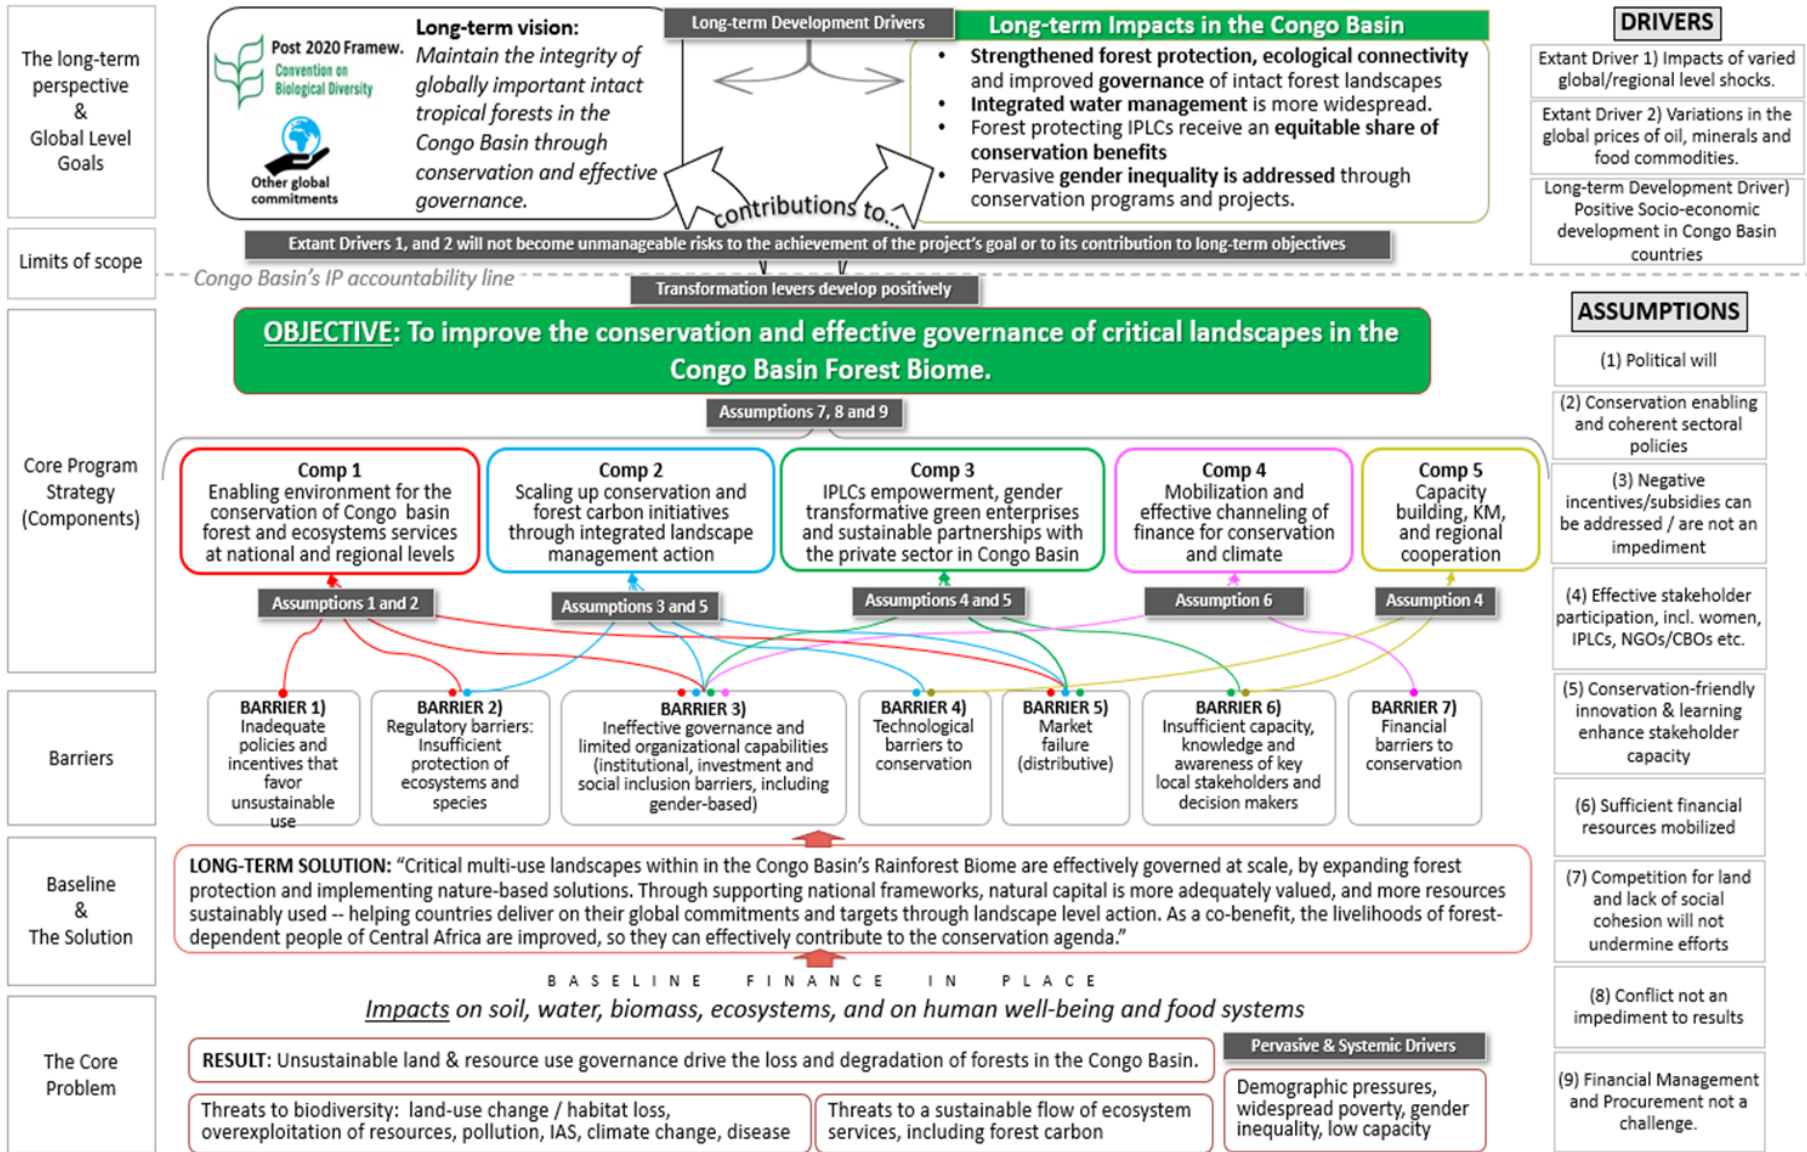 The long-term
perspective
&
Global Level
Goals
Post 2020 Framew.
Convention on
Biological Diversity
Other global
commitments
Long-term vision:
Maintain the integrity of
globally important intact
tropical forests in the
Congo Basin through
conservation and effective
governance.
Long-term Development Drivers
contributions to...
Long-term Impacts in the Congo Basin
• Strengthened forest protection, ecological connectivity
and improved governance of intact forest landscapes
• Integrated water management is more widespread.
• Forest protecting IPLCs receive an equitable share of
conservation benefits
• Pervasive gender inequality is addressed through
conservation programs and projects.
DRIVERS
Extant Driver 1) Impacts of varied
global/regional level shocks.
Extant Driver 2) Variations in the
global prices of oil, minerals and
food commodities.
Long-term Development Driver)
Positive Socio-economic
development in Congo Basin
countries
Limits of scope
Extant Drivers 1, and 2 will not become unmanageable risks to the achievement of the project's goal or to its contribution to long-term objectives
Congo Basin's IP accountability line
Transformation levers develop positively
Core Program
Strategy
(Components)
OBJECTIVE: To improve the conservation and effective governance of critical landscapes in the
Congo Basin Forest Biome.
Assumptions 7, 8 and 9
Comp 1
Enabling environment for the
conservation of Congo basin
forest and ecosystems services
at national and regional levels
Comp 2
Scaling up conservation and
forest carbon initiatives
through integrated landscape
management action
Comp 3
IPLCs empowerment, gender
transformative green enterprises
and sustainable partnerships with
the private sector in Congo Basin
Comp 4
Mobilization and
effective channeling of
finance for conservation
and climate
Comp 5
Capacity
building, KM,
and regional
cooperation
Assumptions 1 and 2
Assumptions 3 and 5
Assumptions 4 and 5
Assumption 6
Assumption 4
Barriers
BARRIER 1)
Inadequate
policies and
incentives that
favor
unsustainable
use
BARRIER 2)
Regulatory barriers:
Insufficient
protection of
ecosystems and
species
BARRIER 3)
Ineffective governance and
limited organizational capabilities
(institutional, investment and
social inclusion barriers, including
gender-based)
BARRIER 4)
Technological
barriers to
conservation
BARRIER 5)
Market
failure
(distributive)
BARRIER 6)
Insufficient capacity,
knowledge and
awareness of key
local stakeholders and
decision makers
BARRIER 7)
Financial
barriers to
conservation
Baseline
&
The Solution
LONG-TERM SOLUTION: “Critical multi-use landscapes within in the Congo Basin's Rainforest Biome are effectively governed at scale, by expanding forest
protection and implementing nature-based solutions. Through supporting national frameworks, natural capital is more adequately valued, and more resources
sustainably used -- helping countries deliver on their global commitments and targets through landscape level action. As a co-benefit, the livelihoods of forest-
dependent people of Central Africa are improved, so they can effectively contribute to the conservation agenda.”
BASELINE FINANCE IN PLACE
Impacts on soil, water, biomass, ecosystems, and on human well-being and food systems
The Core
Problem
RESULT: Unsustainable land & resource use governance drive the loss and degradation of forests in the Congo Basin.
Threats to biodiversity: land-use change / habitat loss,
overexploitation of resources, pollution, IAS, climate change, disease
Threats to a sustainable flow of ecosystem
services, including forest carbon
Pervasive & Systemic Drivers
Demographic pressures,
widespread poverty, gender
inequality, low capacity
ASSUMPTIONS
(1) Political will
(2) Conservation enabling
and coherent sectoral
policies
(3) Negative
incentives/subsidies can
be addressed / are not an
impediment
(4) Effective stakeholder
participation, incl. women,
IPLCs, NGOs/CBOs etc.
(5) Conservation-friendly
innovation & learning
enhance stakeholder
capacity
(6) Sufficient financial
resources mobilized
(7) Competition for land
and lack of social
cohesion will not
undermine efforts
(8) Conflict not an
impediment to results
(9) Financial Management
and Procurement not a
challenge.